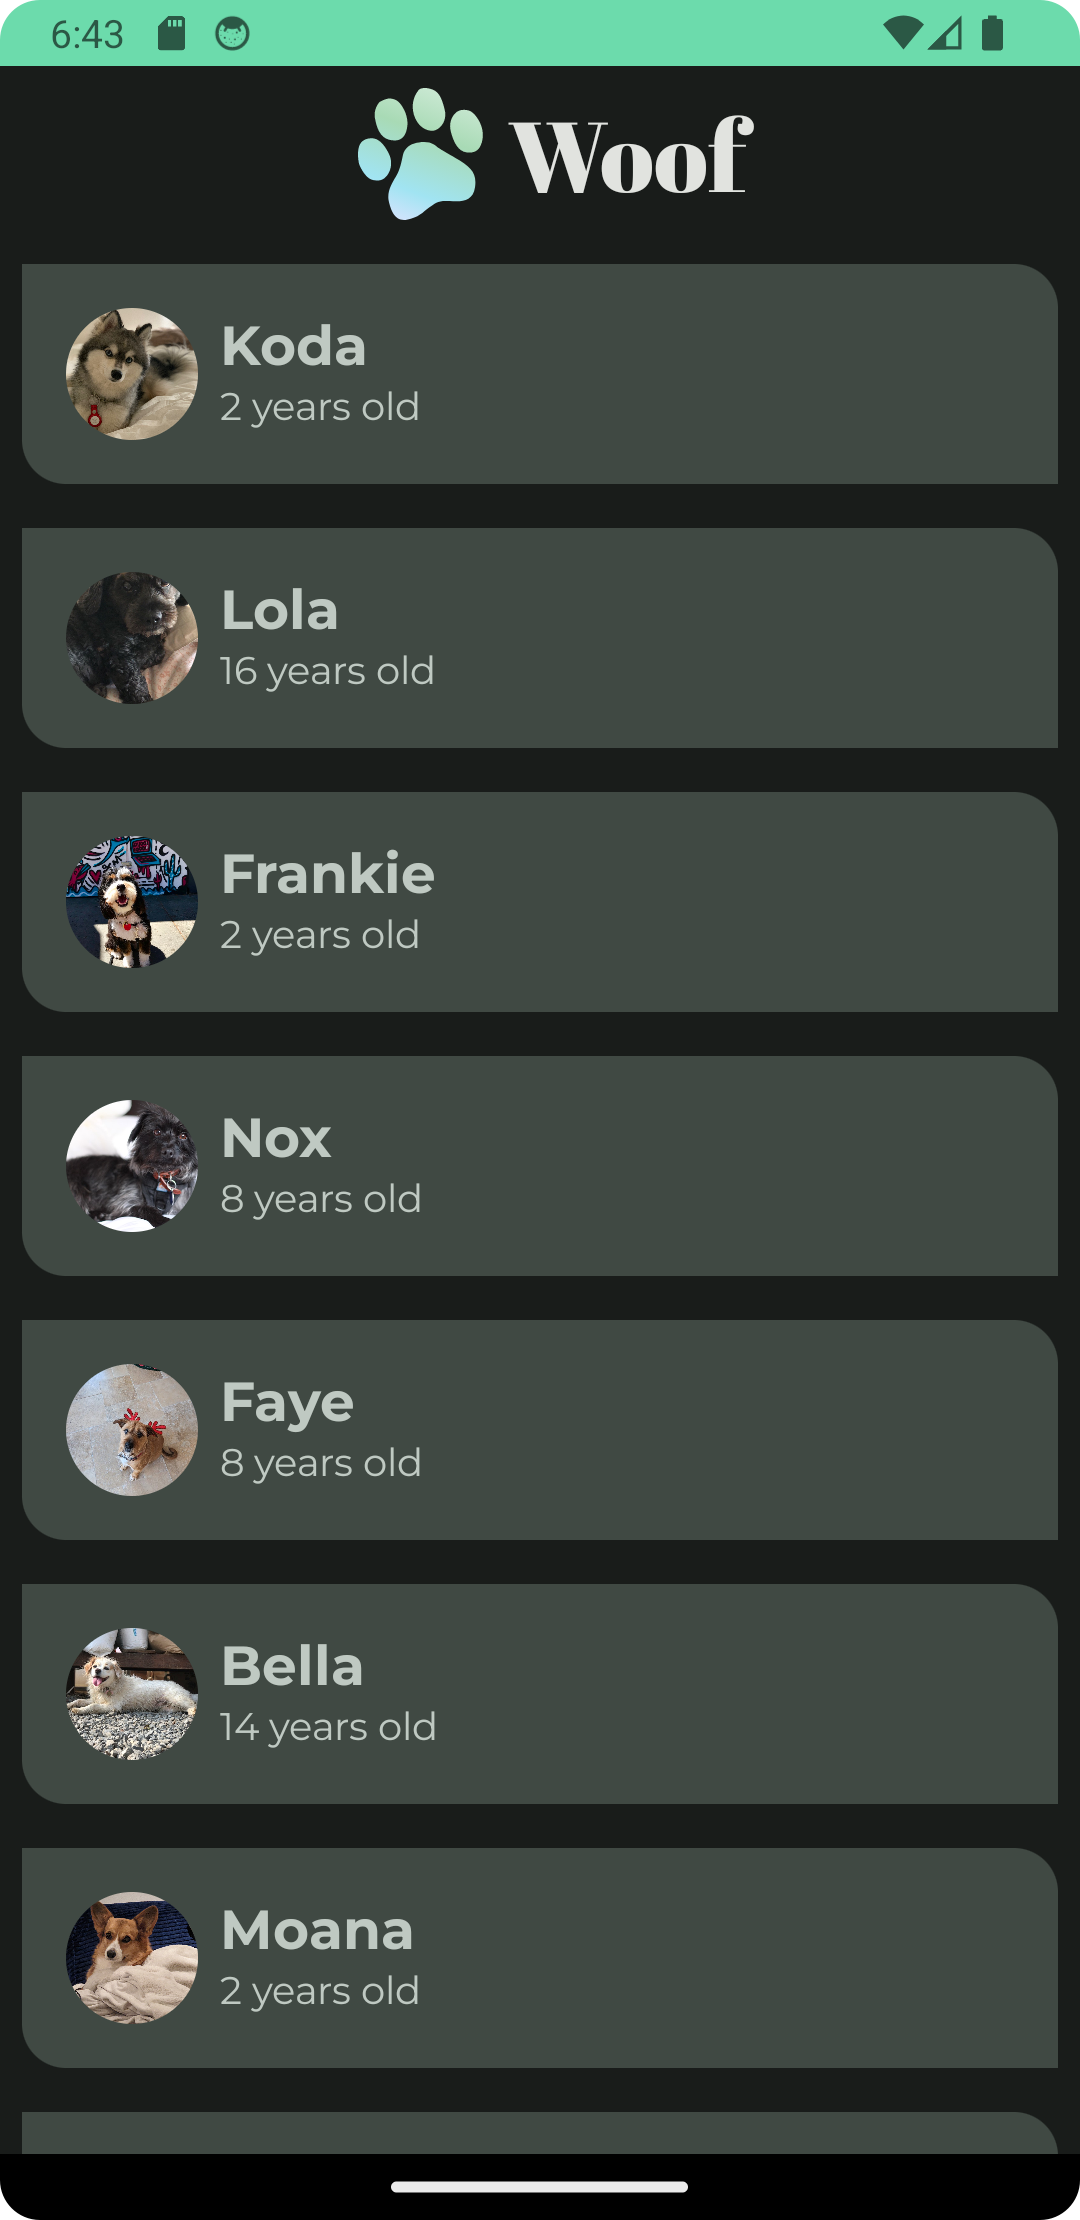 6:43
Woof
Koda
2 years old
Lola
16 years old
Frankie
2 years old
Nox
8 years old
Faye
8 years old
Bella
14 years old
Moana
2 years old